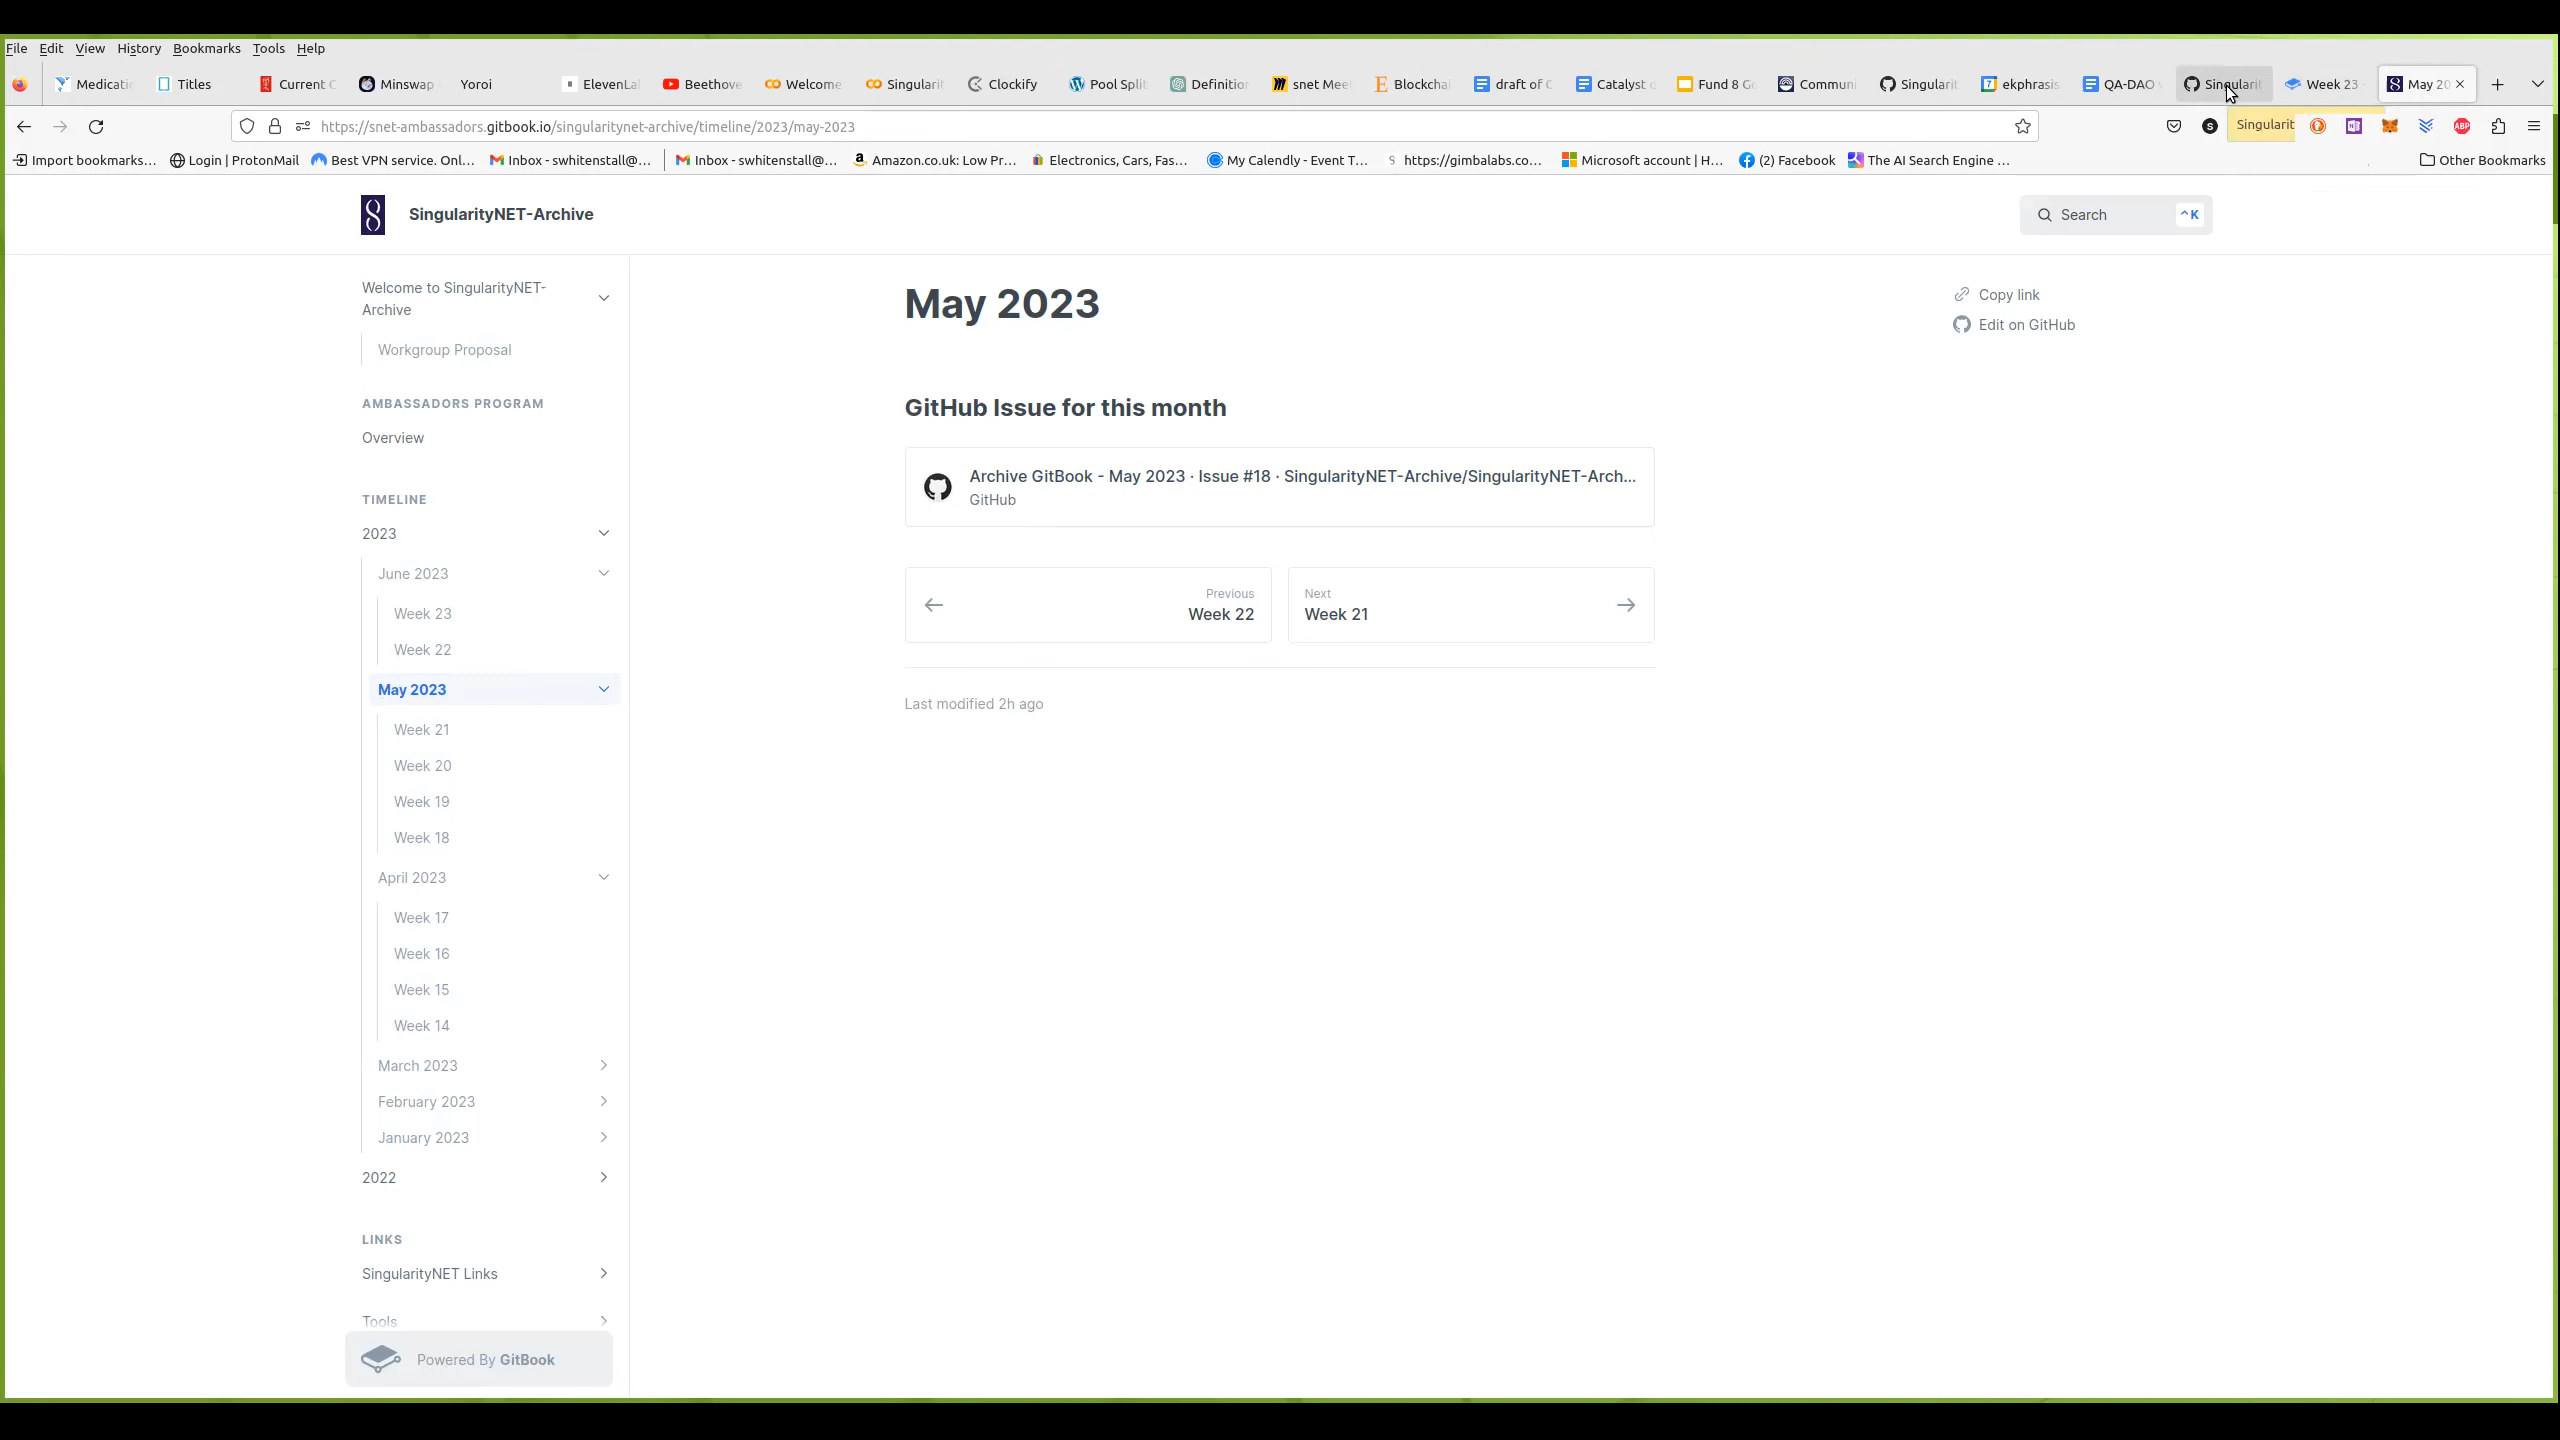 File Edit View History Bookmarks Tools Help
Medicati Titles Current C Minswap Yoroi ElevenLa Beethove Welcome Singularit Clockify Pool Split Definition snet Mee Blockchai draft of C Catalyst Fund 8 Go Communi Singularit ekphrasis QA-DAO Singularit Week 23 May 20
https://snet-ambassadors.gitbook.io/singularitynet-archive/timeline/2023/may-2023 S Singularit ABP
Import bookmarks… Login | ProtonMail Best VPN service. Onl… Inbox - swhitenstall@… Inbox - swhitenstall@… Amazon.co.uk: Low Pr… Electronics, Cars, Fas… My Calendly - Event T… https://gimbalabs.co… Microsoft account | H… (2) Facebook The AI Search Engine … Other Bookmarks
SingularityNET-Archive
Search ^K
Welcome to SingularityNET-
Archive
Workgroup Proposal
AMBASSADORS PROGRAM
Overview
TIMELINE
2023
June 2023
Week 23
Week 22
May 2023
Week 21
Week 20
Week 19
Week 18
April 2023
Week 17
Week 16
Week 15
Week 14
March 2023
February 2023
January 2023
2022
LINKS
SingularityNET Links
Tools
Powered By GitBook
May 2023
GitHub Issue for this month
Archive GitBook - May 2023 · Issue #18 · SingularityNET-Archive/SingularityNET-Arch…
GitHub
Previous
Week 22
Next
Week 21
Last modified 2h ago
Copy link
Edit on GitHub